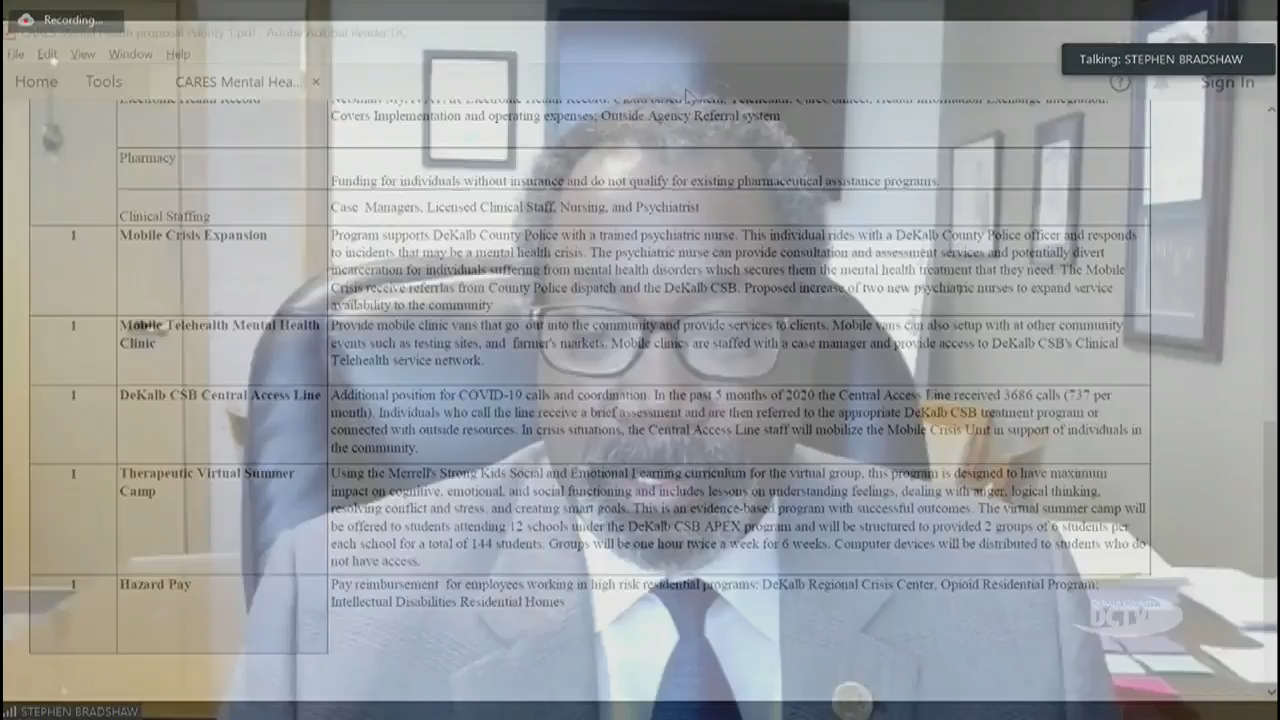 Recording...
CARES Mental Health proposal Priority 1.pdf - Adobe Acrobat Reader DC
File Edit View Window Help
Talking: STEPHEN BRADSHAW
Home Tools CARES Mental Hea... × Sign In
Electronic Health Record
Covers Implementation and operating expenses; Outside Agency Referral system
Pharmacy
Funding for individuals without insurance and do not qualify for existing pharmaceutical assistance programs.
Clinical Staffing
Case Managers, Licensed Clinical Staff, Nursing, and Psychiatrist
1 Mobile Crisis Expansion
Program supports DeKalb County Police with a trained psychiatric nurse. This individual rides with a DeKalb County Police officer and responds
to incidents that may be a mental health crisis. The psychiatric nurse can provide consultation and assessment services and potentially divert
incarceration for individuals suffering from mental health disorders which secures them the mental health treatment that they need. The Mobile
Crisis receive referrlas from County Police dispatch and the DeKalb CSB. Proposed increase of two new psychiatric nurses to expand service
availability to the community
1 Mobile Telehealth Mental Health
Clinic
Provide mobile clinic vans that go out into the community and provide services to clients. Mobile vans can also setup with at other community
events such as testing sites, and farmer's markets. Mobile clinics are staffed with a case manager and provide access to DeKalb CSB's Clinical
Telehealth service network.
1 DeKalb CSB Central Access Line
Additional position for COVID-19 calls and coordination. In the past 5 months of 2020 the Central Access Line received 3686 calls (737 per
month). Individuals who call the line receive a brief assessment and are then referred to the appropriate DeKalb CSB treatment program or
connected with outside resources. In crisis situations, the Central Access Line staff will mobilize the Mobile Crisis Unit in support of individuals in
the community.
1 Therapeutic Virtual Summer
Camp
Using the Merrell's Strong Kids Social and Emotional Learning curriculum for the virtual group, this program is designed to have maximum
impact on cognitive, emotional, and social functioning and includes lessons on understanding feelings, dealing with anger, logical thinking,
resolving conflict and stress, and creating smart goals. This is an evidence-based program with successful outcomes. The virtual summer camp will
be offered to students attending 12 schools under the DeKalb CSB APEX program and will be structured to provided 2 groups of 6 students per
each school for a total of 144 students. Groups will be one hour twice a week for 6 weeks. Computer devices will be distributed to students who do
not have access.
1 Hazard Pay
Pay reimbursement for employees working in high risk residential programs: DeKalb Regional Crisis Center, Opioid Residential Program;
Intellectual Disabilities Residential Homes
DCTV
STEPHEN BRADSHAW